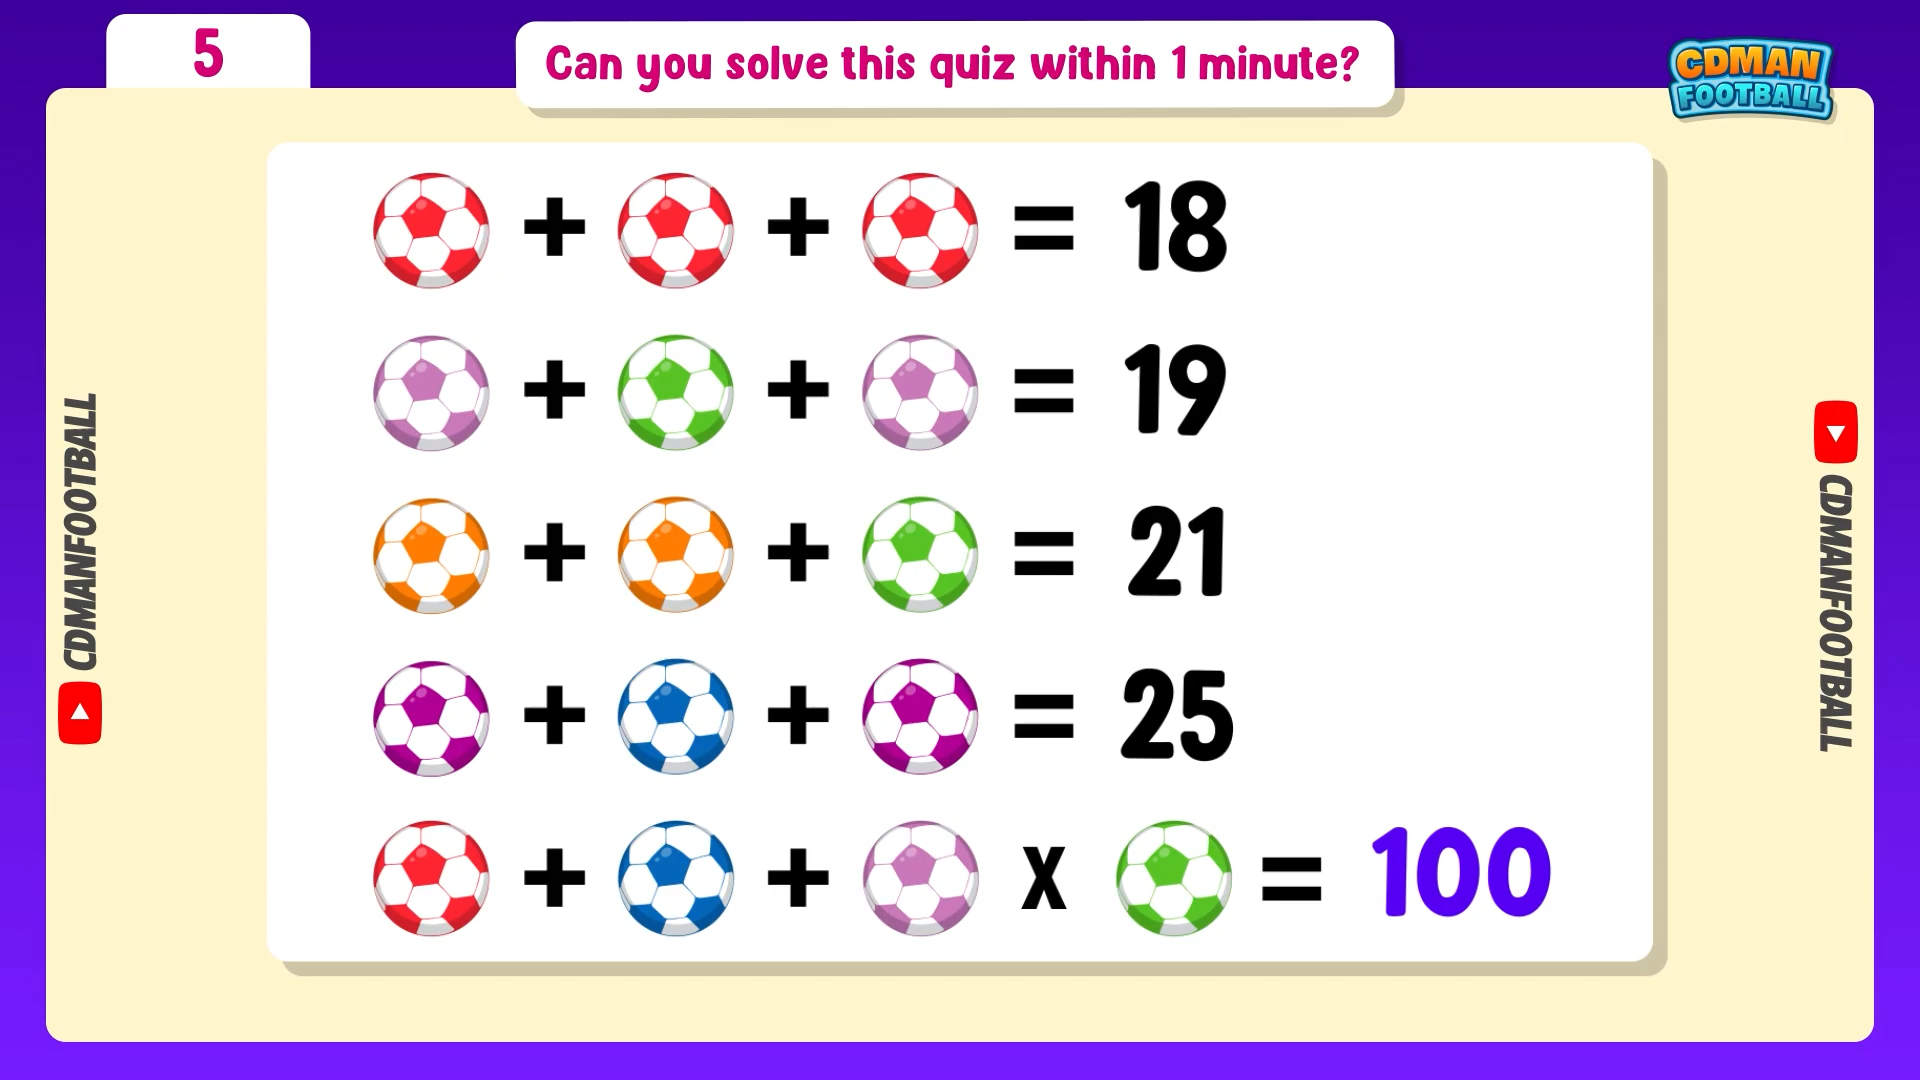 5
Can you solve this quiz within 1 minute?
CDMAN
FOOTBALL
+ + = 18
+ + = 19
+ + = 21
+ + = 25
+ + x = 100
CDMANFOOTBALL
CDMANFOOTBALL